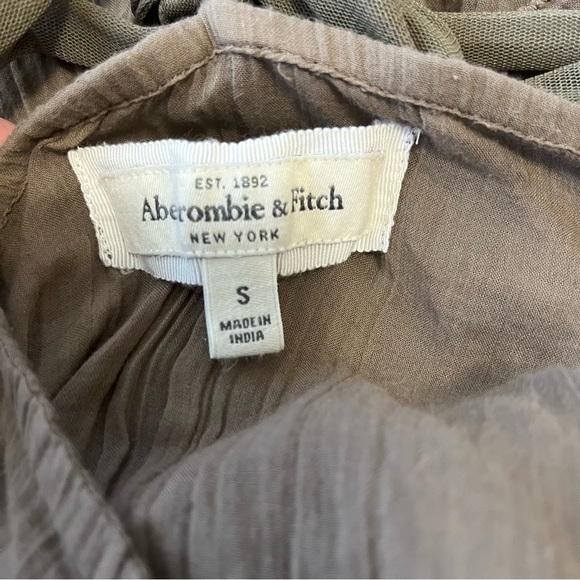 EST. 1892
Abercrombie & Fitch
NEW YORK
S
MADE IN
INDIA